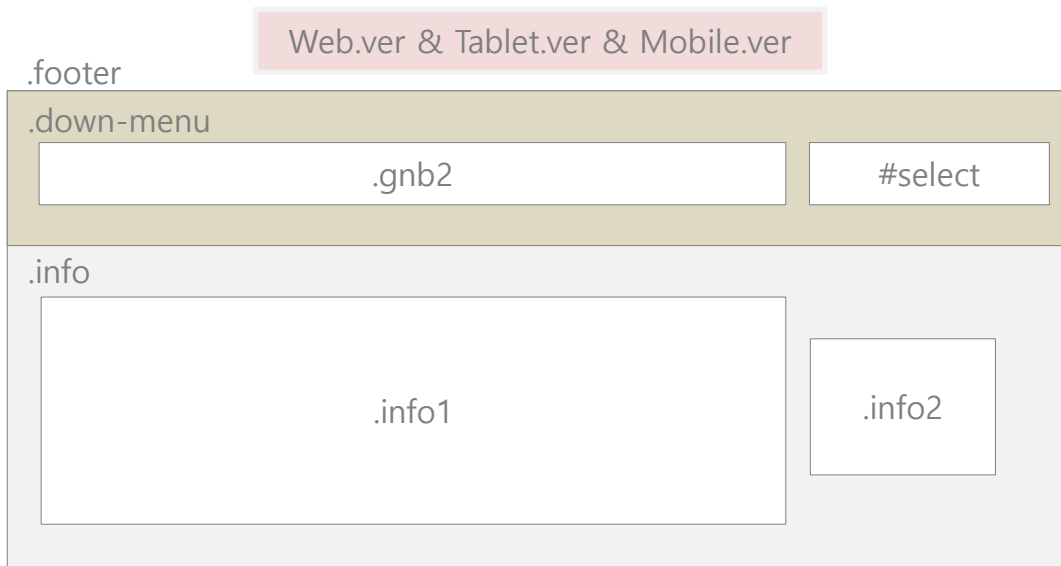 Web.ver & Tablet.ver & Mobile.ver
.footer
.down-menu
.gnb2
#select
.info
.info1
.info2